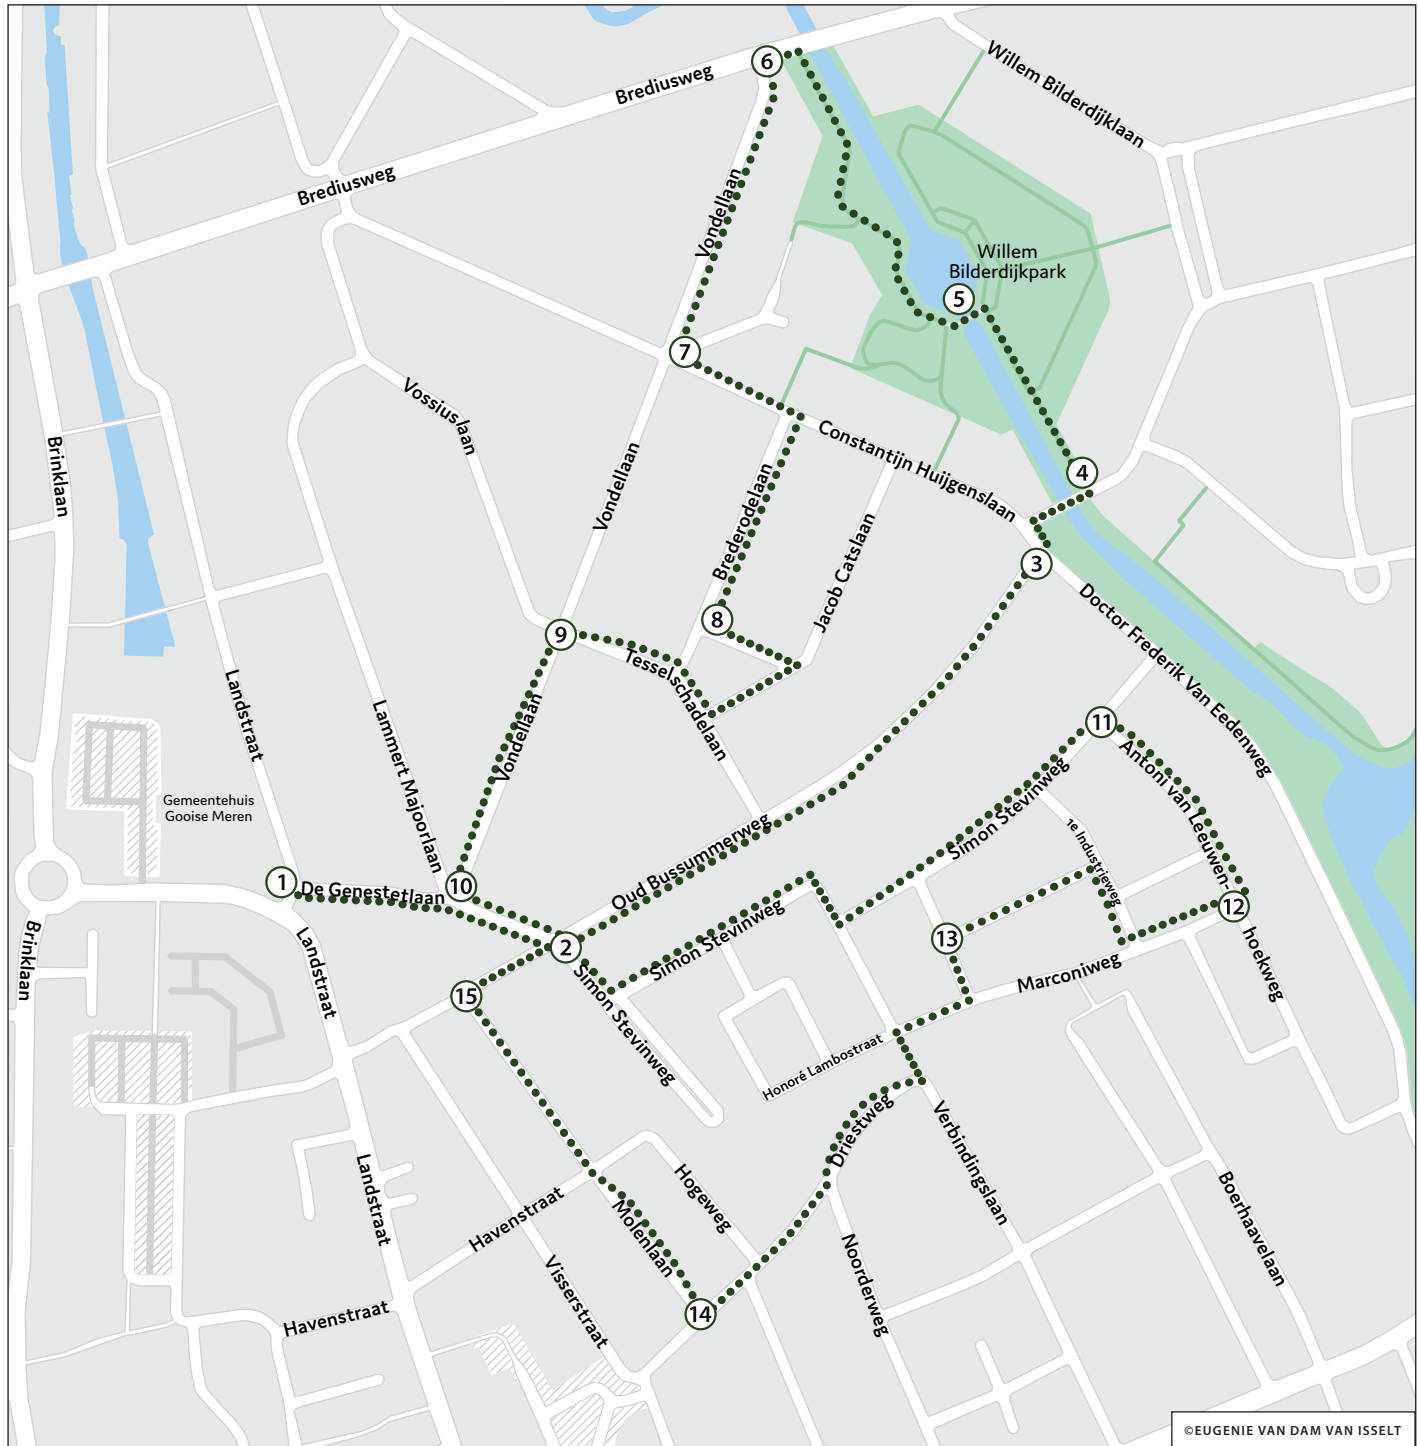 6
Brediusweg
Willem Bilderdijklaan
Brediusweg
Vondellaan
Willem
Bilderdijkpark
5
7
Vossiuslaan
Constantijn Huijgenslaan
Brinklaan
Vondellaan
Brederodelaan
4
Jacob Catslaan
3
8
9
Tesselschadelaan
Doctor Frederik Van Eedenweg
Landstraat
Lammert Majoorlaan
Vondellaan
11
Antoni van Leeuwen-
hoekweg
Gemeentehuis
Gooise Meren
Simon Stevinweg
1e Industrieweg
Oud Bussummerweg
1
De Genestetlaan
10
12
Brinklaan
Landstraat
2
Simon Stevinweg
13
Simon Stevinweg
Marconiweg
15
Honoré Lambostraat
Driestweg
Verbindingslaan
Landstraat
Havenstraat
Molenlaan
Hogeweg
Boerhaavelaan
Visserstraat
Noorderweg
Havenstraat
14
©EUGENIE VAN DAM VAN ISSELT